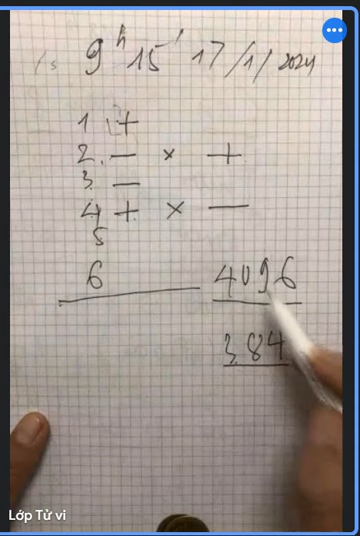 9h 15' 17/1/2024
1 +
2. — × +
3. —
4 + × —
5
6 4096
384
Lớp Tử vi